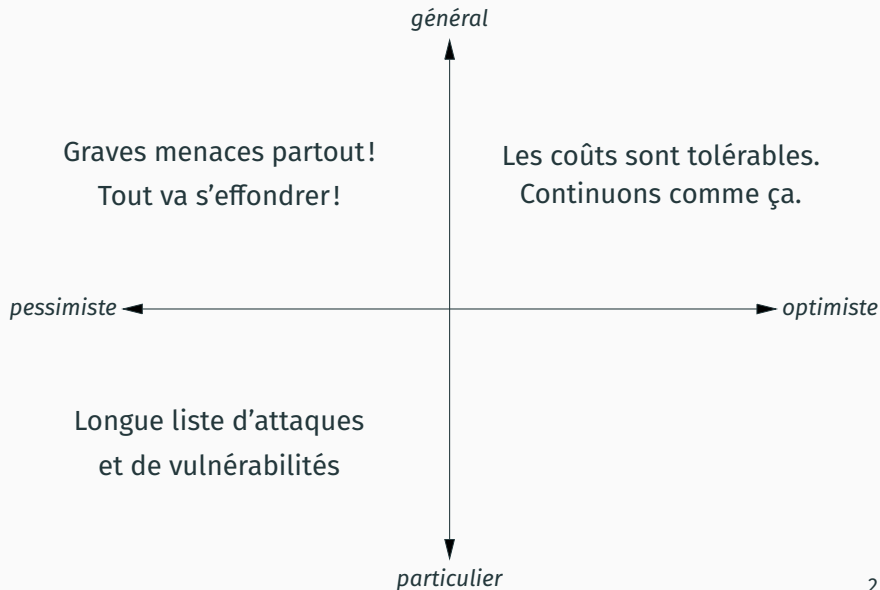 général
Graves menaces partout !
Tout va s'effondrer !
Les coûts sont tolérables.
Continuons comme ça.
pessimiste
optimiste
Longue liste d'attaques
et de vulnérabilités
particulier
2